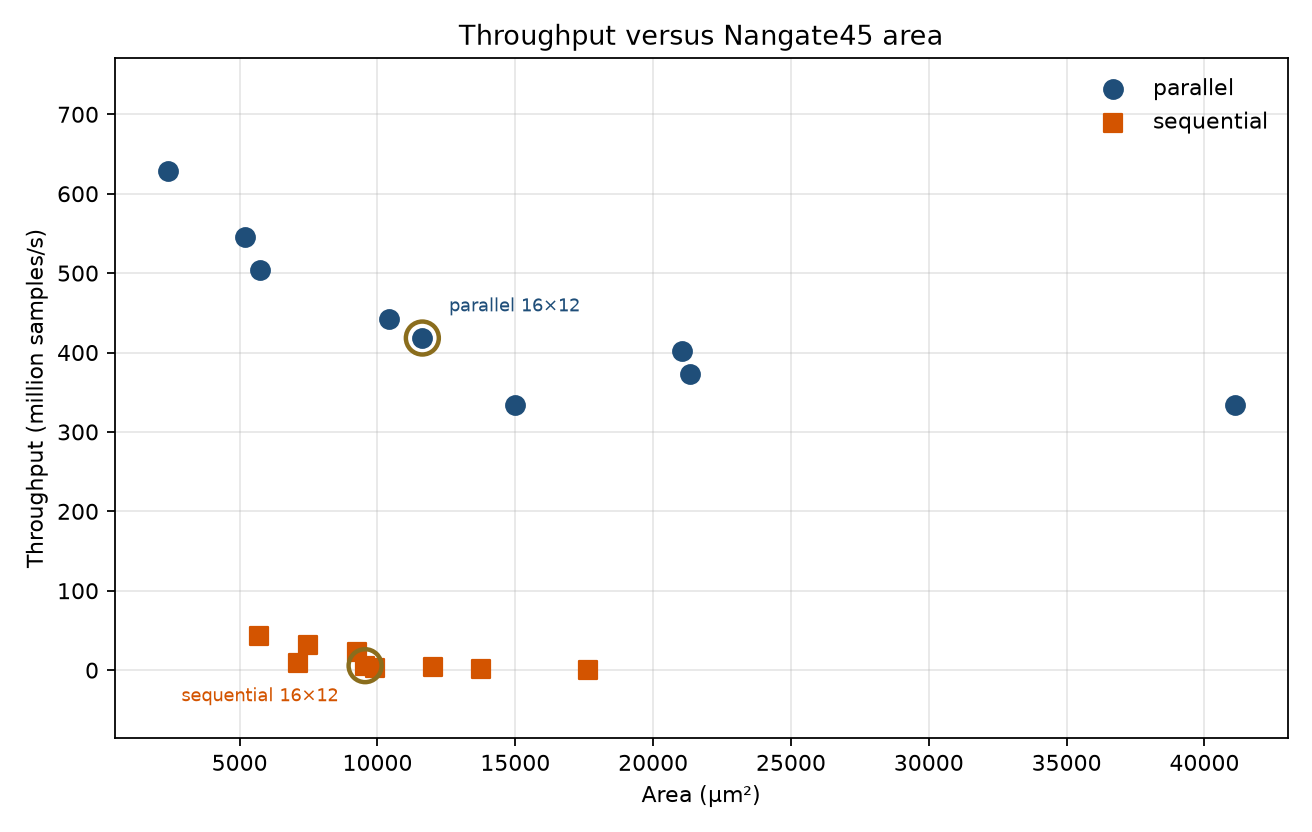 Throughput versus Nangate45 area
parallel
sequential
700
600
500
400
300
200
100
0
Throughput (million samples/s)
parallel 16×12
sequential 16×12
5000 10000 15000 20000 25000 30000 35000 40000
Area (µm²)